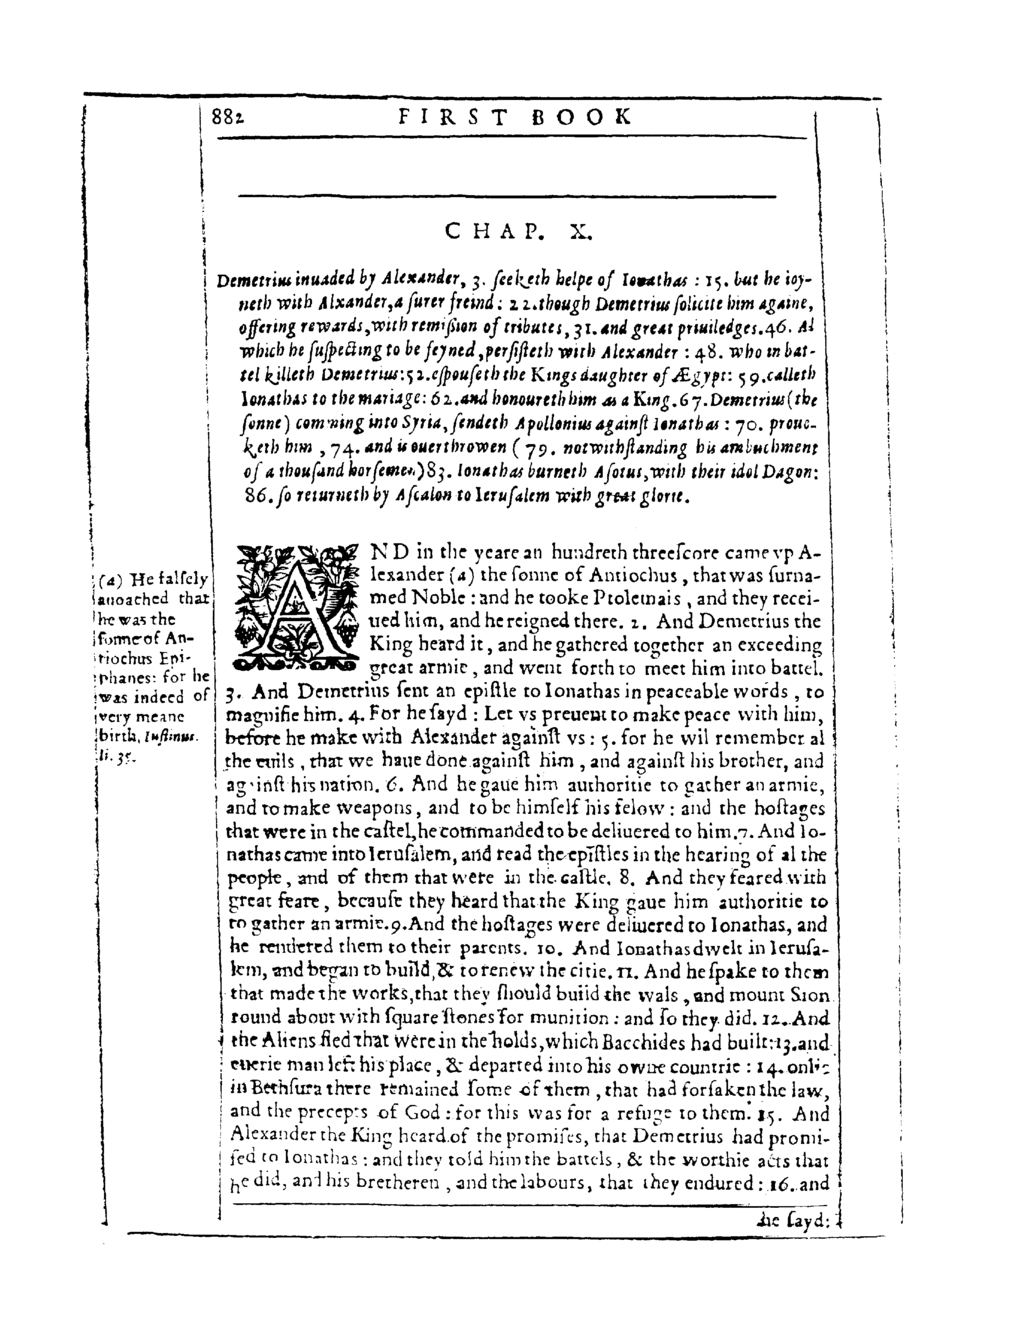 882 FIRST BOOK
CHAP. X.
Demetrius inuaded by Alexander, 3. ſeeketh helpe of Ionathas : 15. but he ioy-
neth with Alxander, a ſurer freind : 22. though Demetrius ſolicite him againe,
offering rewards, with remiſsion of tributes, 31. and great priuiledges. 46. Al
which he ſuſpecting to be feyned, perſiſteth with Alexander : 48. who in bat-
tel killeth Demetrius: 52. eſpouſeth the Kings daughter of Ægypt: 59. calleth
Ionathas to the mariage: 62. and honoureth him as a King. 67. Demetrius (the
ſonne) comming into Syria, ſendeth Apollonius againſt Ionathas : 70. prouo-
keth him , 74. and is ouerthrowen ( 79. notwithſtanding his ambuchment
of a thouſand horſemen.) 83. Ionathas burneth Aſotus, with their idol Dagon:
86. ſo returneth by Aſcalon to Ieruſalem with great glorie.
AND in the yeare an hundreth threeſcore came vp A-
lexander (a) the ſonne of Antiochus , that was ſurna-
med Noble : and he tooke Ptolemais , and they recei-
ued him, and he reigned there. 2. And Demetrius the
King heard it , and he gathered together an exceeding
great armie , and went forth to meet him into battel.
3. And Demetrius ſent an epiſtle to Ionathas in peaceable words , to
magnifie him. 4. For he ſayd : Let vs preuent to make peace with him,
before he make with Alexander againſt vs : 5. for he wil remember al
the euils , that we haue done againſt him , and againſt his brother, and
againſt his nation. 6. And he gaue him authoritie to gather an armie,
and to make weapons, and to be himſelf his felow : and the hoſtages
that were in the caſtel, he commanded to be deliuered to him. 7. And Io-
nathas came into Ieruſalem, and read the epiſtles in the hearing of al the
people , and of them that were in the caſtle. 8. And they feared with
great feare , becauſe they heard that the King gaue him authoritie to
to gather an armie. 9. And the hoſtages were deliuered to Ionathas, and
he rendered them to their parents. 10. And Ionathas dwelt in Ieruſa-
lem, and began to build, & to renew the citie. 11. And he ſpake to them
that made the works, that they ſhould build the wals , and mount Sion
round about with ſquare ſtones for munition : and ſo they did. 12. And
the Aliens fled that were in the holds, which Bacchides had built: 13. and
euerie man left his place , & departed into his owne countrie : 14. onlie
in Bethſura there remained ſome of them , that had forſaken the law,
and the precepts of God : for this was for a refuge to them. 15. And
Alexander the King heard of the promiſes, that Demetrius had promi-
ſed to Ionathas : and they told him the battels , & the worthie acts that
he did, and his bretheren , and the labours, that they endured : 16. and
he ſayd:
(a) He falſely
auoached that
he was the
ſonne of An-
tiochus Epi-
phanes: for he
was indeed of
very meane
birth, Iuſtinus.
li. 35.